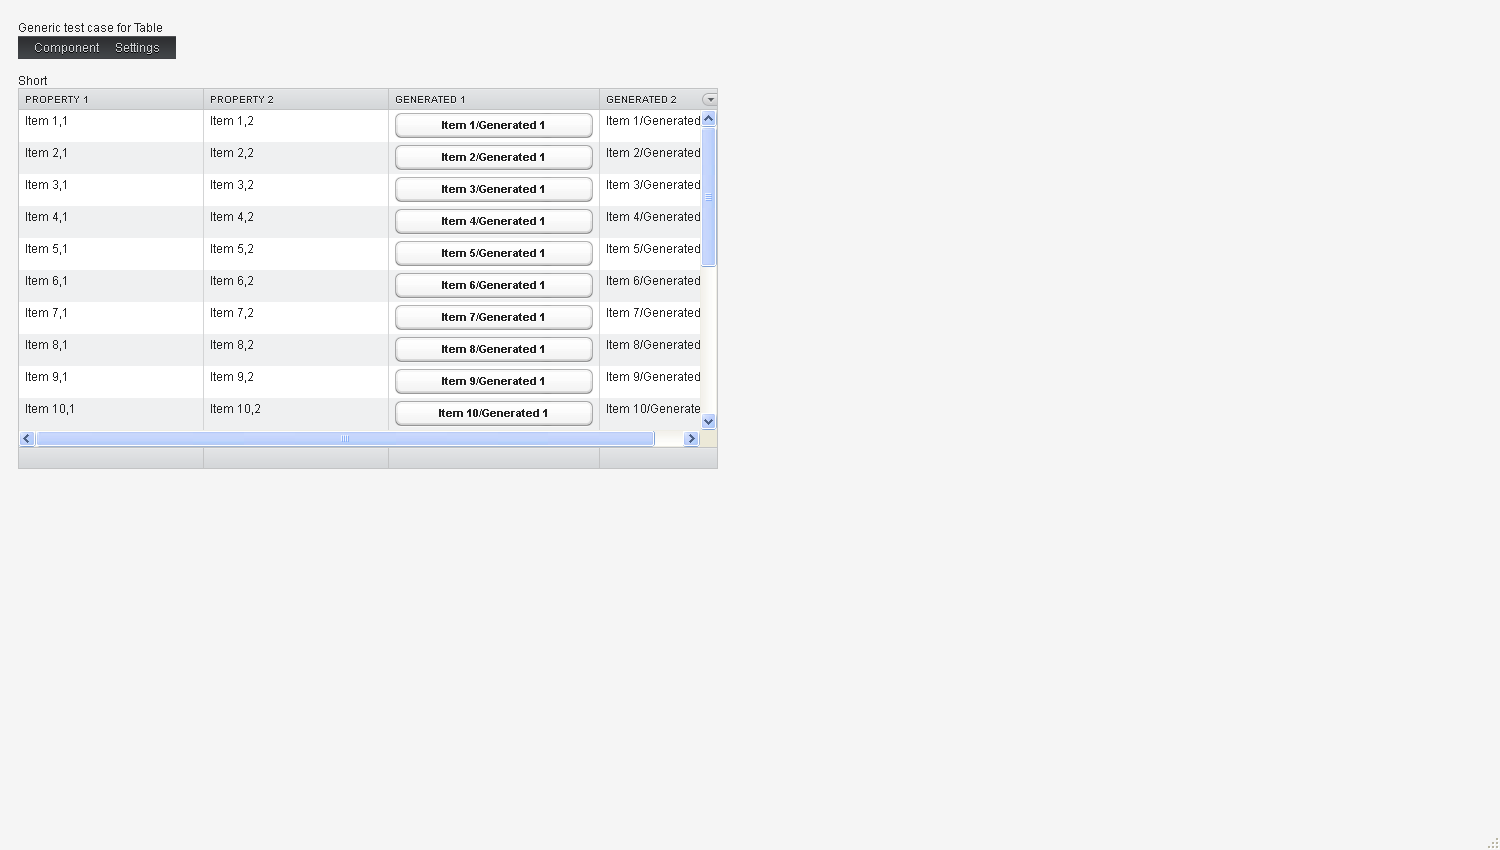 Generic test case for Table
Component Settings
Short
PROPERTY 1 PROPERTY 2 GENERATED 1 GENERATED 2
Item 1,1 Item 1,2 Item 1/Generated 1 Item 1/Generated
Item 2,1 Item 2,2 Item 2/Generated 1 Item 2/Generated
Item 3,1 Item 3,2 Item 3/Generated 1 Item 3/Generated
Item 4,1 Item 4,2 Item 4/Generated 1 Item 4/Generated
Item 5,1 Item 5,2 Item 5/Generated 1 Item 5/Generated
Item 6,1 Item 6,2 Item 6/Generated 1 Item 6/Generated
Item 7,1 Item 7,2 Item 7/Generated 1 Item 7/Generated
Item 8,1 Item 8,2 Item 8/Generated 1 Item 8/Generated
Item 9,1 Item 9,2 Item 9/Generated 1 Item 9/Generated
Item 10,1 Item 10,2 Item 10/Generated 1 Item 10/Generate